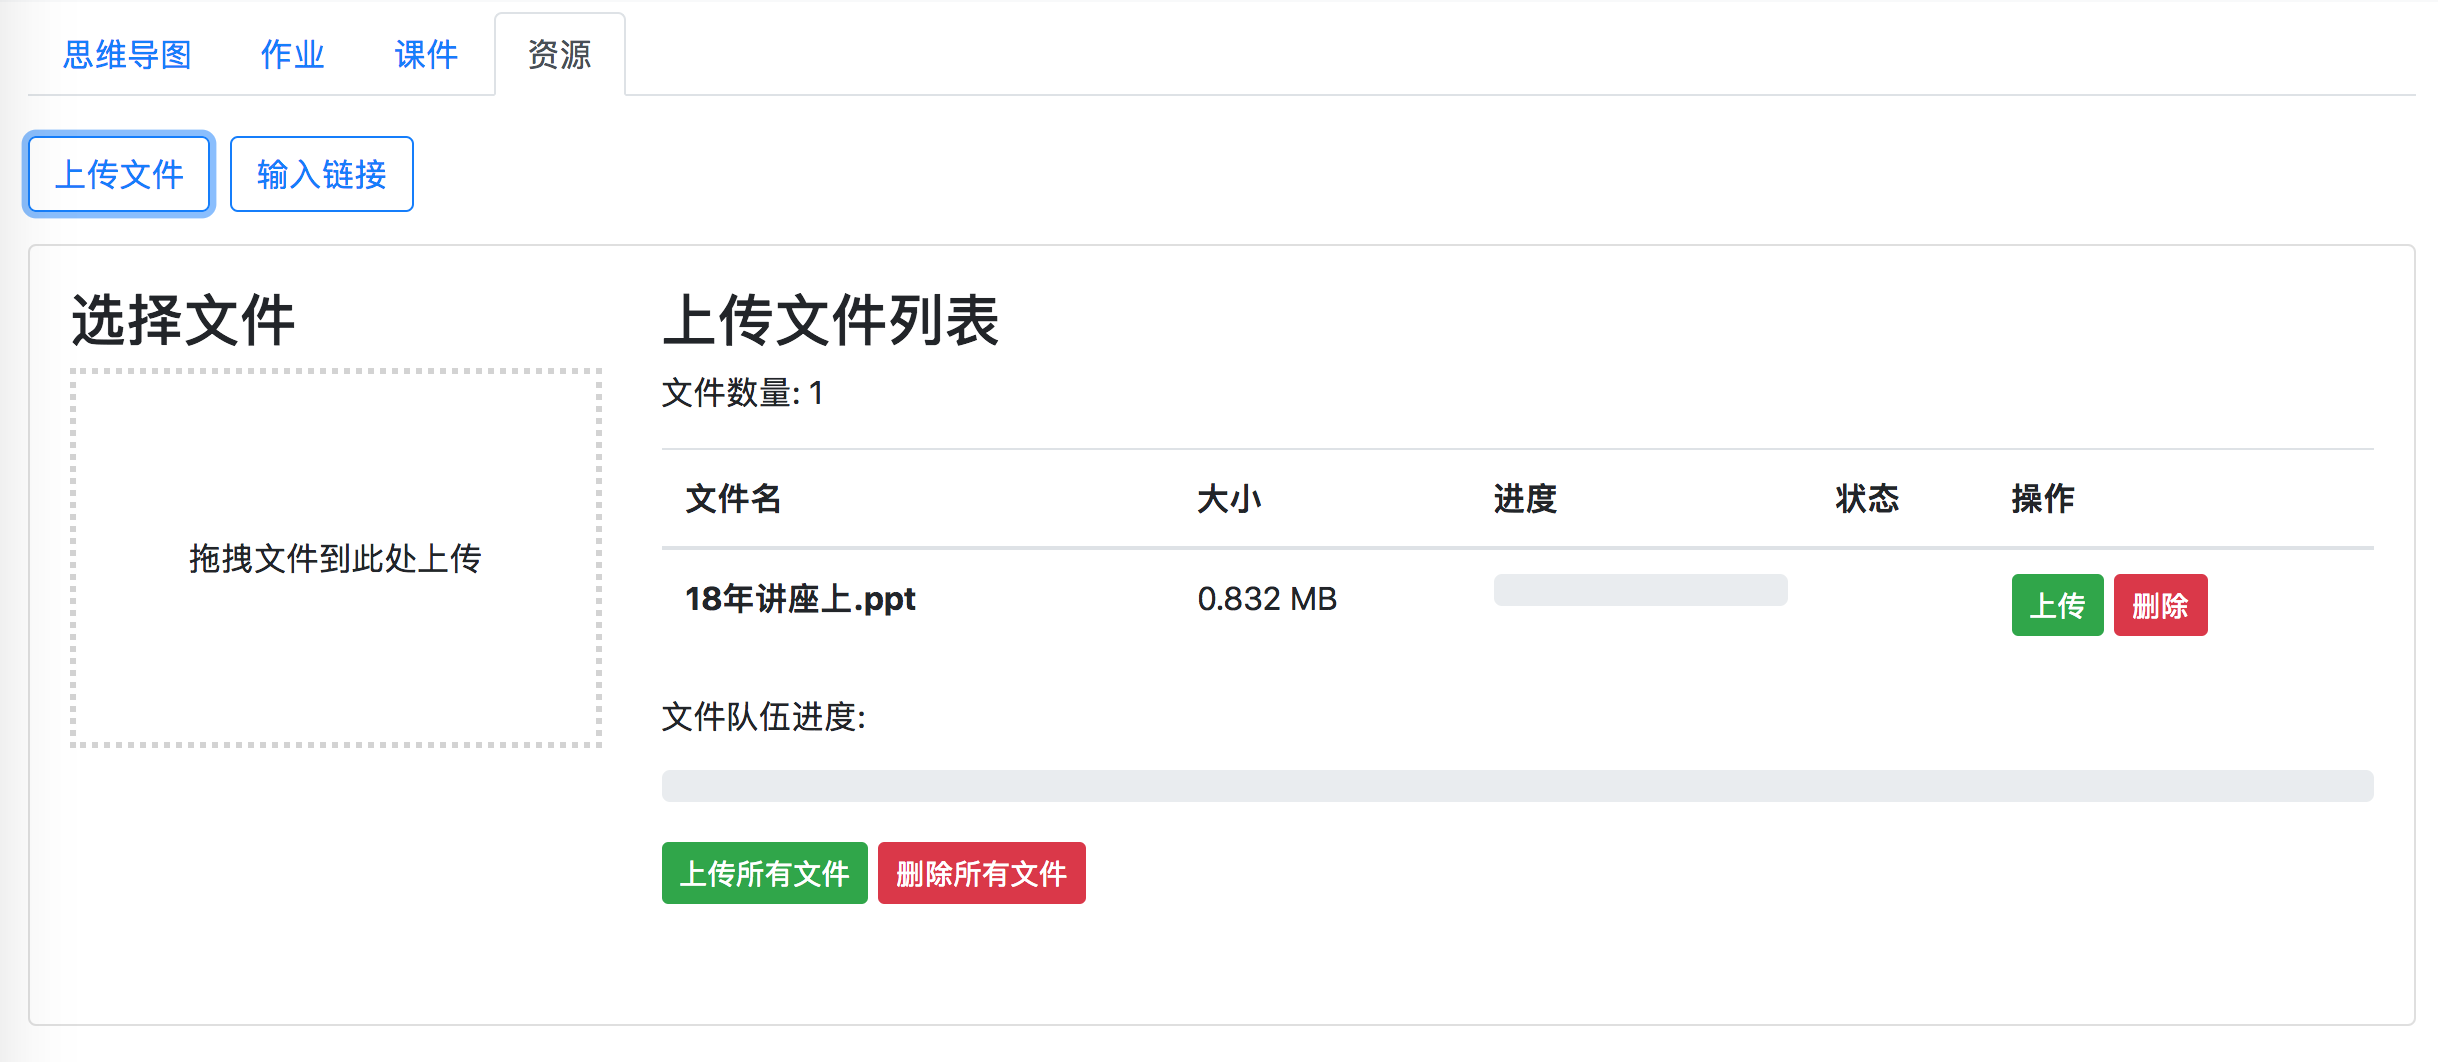 思维导图 作业 课件 资源
上传文件 输入链接
选择文件
拖拽文件到此处上传
上传文件列表
文件数量: 1
文件名 大小 进度 状态 操作
18年讲座上.ppt 0.832 MB 上传 删除
文件队伍进度:
上传所有文件 删除所有文件